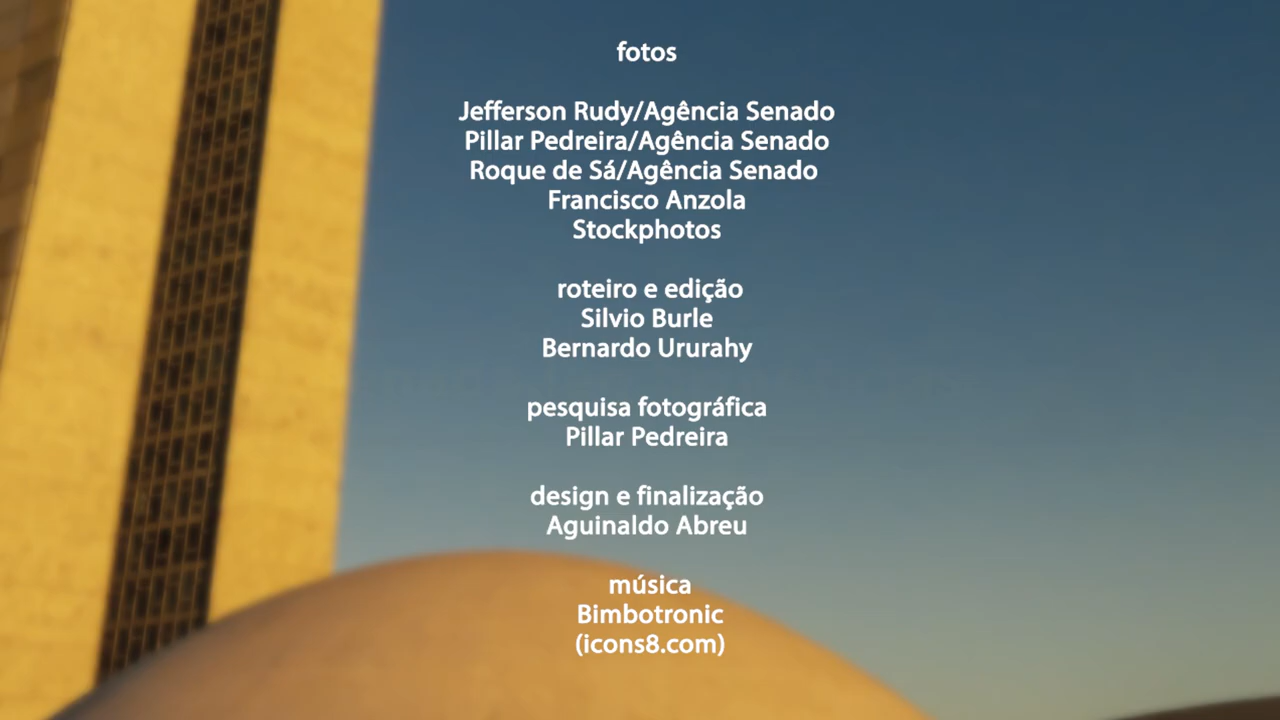 fotos
Jefferson Rudy/Agência Senado
Pillar Pedreira/Agência Senado
Roque de Sá/Agência Senado
Francisco Anzola
Stockphotos
roteiro e edição
Silvio Burle
Bernardo Ururahy
pesquisa fotográfica
Pillar Pedreira
design e finalização
Aguinaldo Abreu
música
Bimbotronic
(icons8.com)